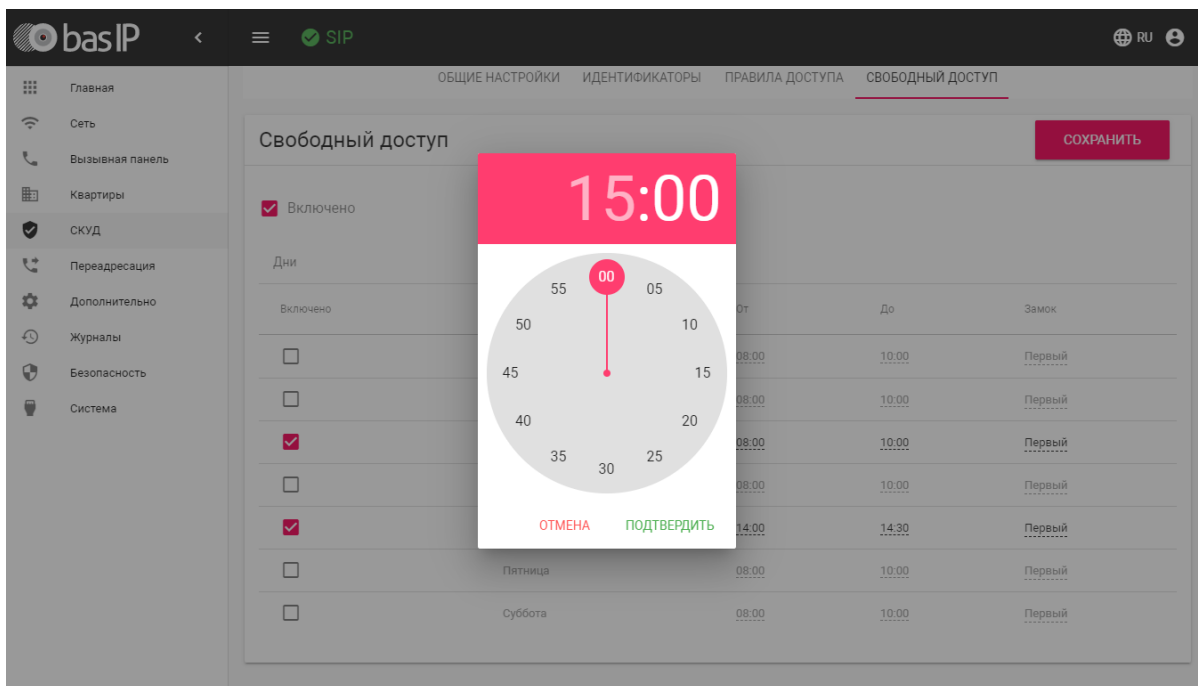 basIP
SIP
RU
Главная
Сеть
Вызывная панель
Квартиры
СКУД
Переадресация
Дополнительно
Журналы
Безопасность
Система
ОБЩИЕ НАСТРОЙКИ ИДЕНТИФИКАТОРЫ ПРАВИЛА ДОСТУПА СВОБОДНЫЙ ДОСТУП
Свободный доступ
СОХРАНИТЬ
Включено
Дни
Включено От До Замок
08:00 10:00 Первый
08:00 10:00 Первый
08:00 10:00 Первый
08:00 10:00 Первый
14:00 14:30 Первый
Пятница 08:00 10:00 Первый
Суббота 08:00 10:00 Первый
15:00
00
05
10
15
20
25
30
35
40
45
50
55
ОТМЕНА ПОДТВЕРДИТЬ